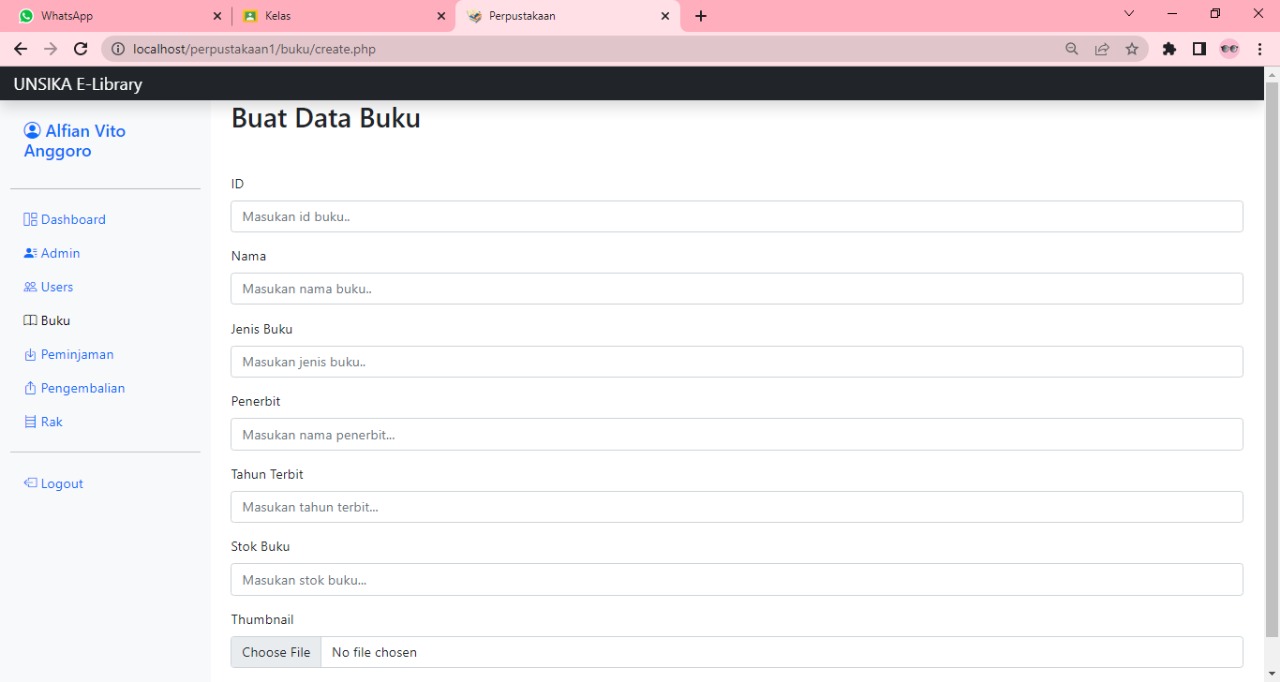 WhatsApp
Kelas
Perpustakaan
localhost/perpustakaan1/buku/create.php
UNSIKA E-Library
Alfian Vito
Anggoro
Dashboard
Admin
Users
Buku
Peminjaman
Pengembalian
Rak
Logout
Buat Data Buku
ID
Masukan id buku..
Nama
Masukan nama buku..
Jenis Buku
Masukan jenis buku..
Penerbit
Masukan nama penerbit...
Tahun Terbit
Masukan tahun terbit...
Stok Buku
Masukan stok buku...
Thumbnail
Choose File No file chosen